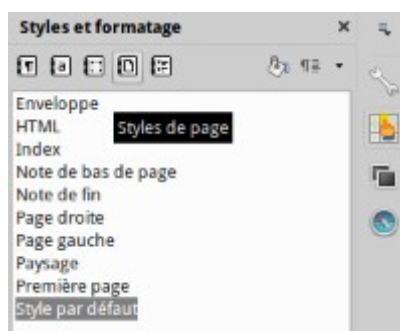 Styles et formatage
Enveloppe
HTML
Styles de page
Index
Note de bas de page
Note de fin
Page droite
Page gauche
Paysage
Première page
Style par défaut